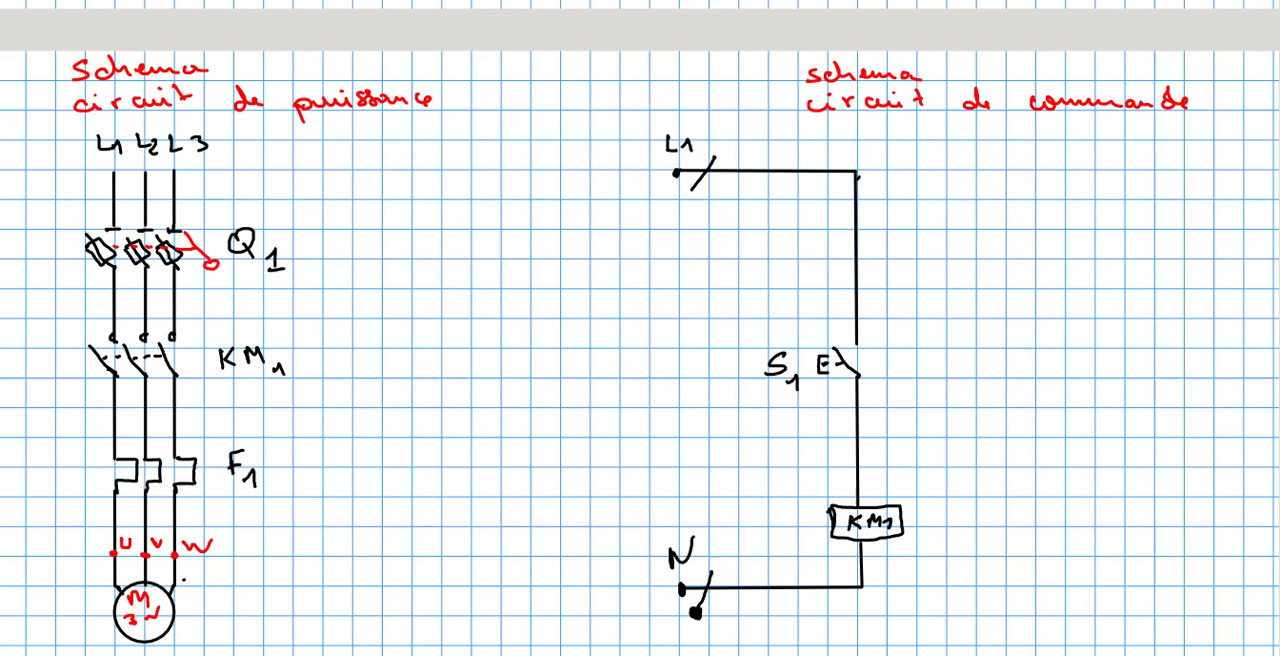 Schema
circuit de puissance
L1 L2 L3
Q1
KM1
F1
U V W
M
3~
schema
circuit de commande
L1
S1
KM1
N